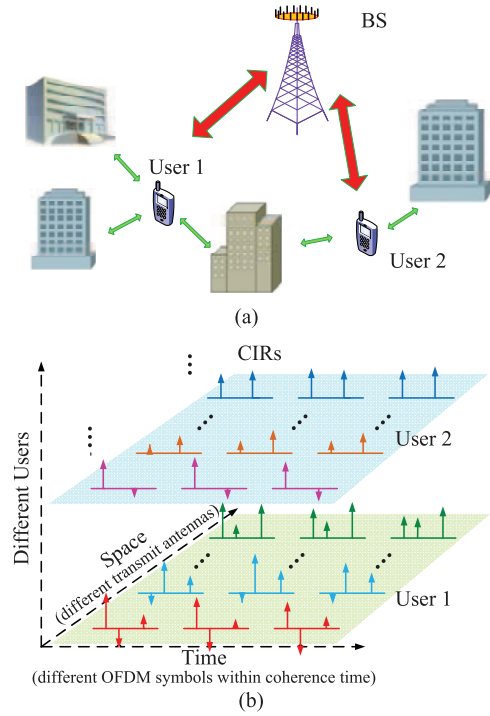 BS
User 1
User 2
(a)
CIRs
Different Users
User 2
Space
(different transmit antennas)
User 1
Time
(different OFDM symbols within coherence time)
(b)